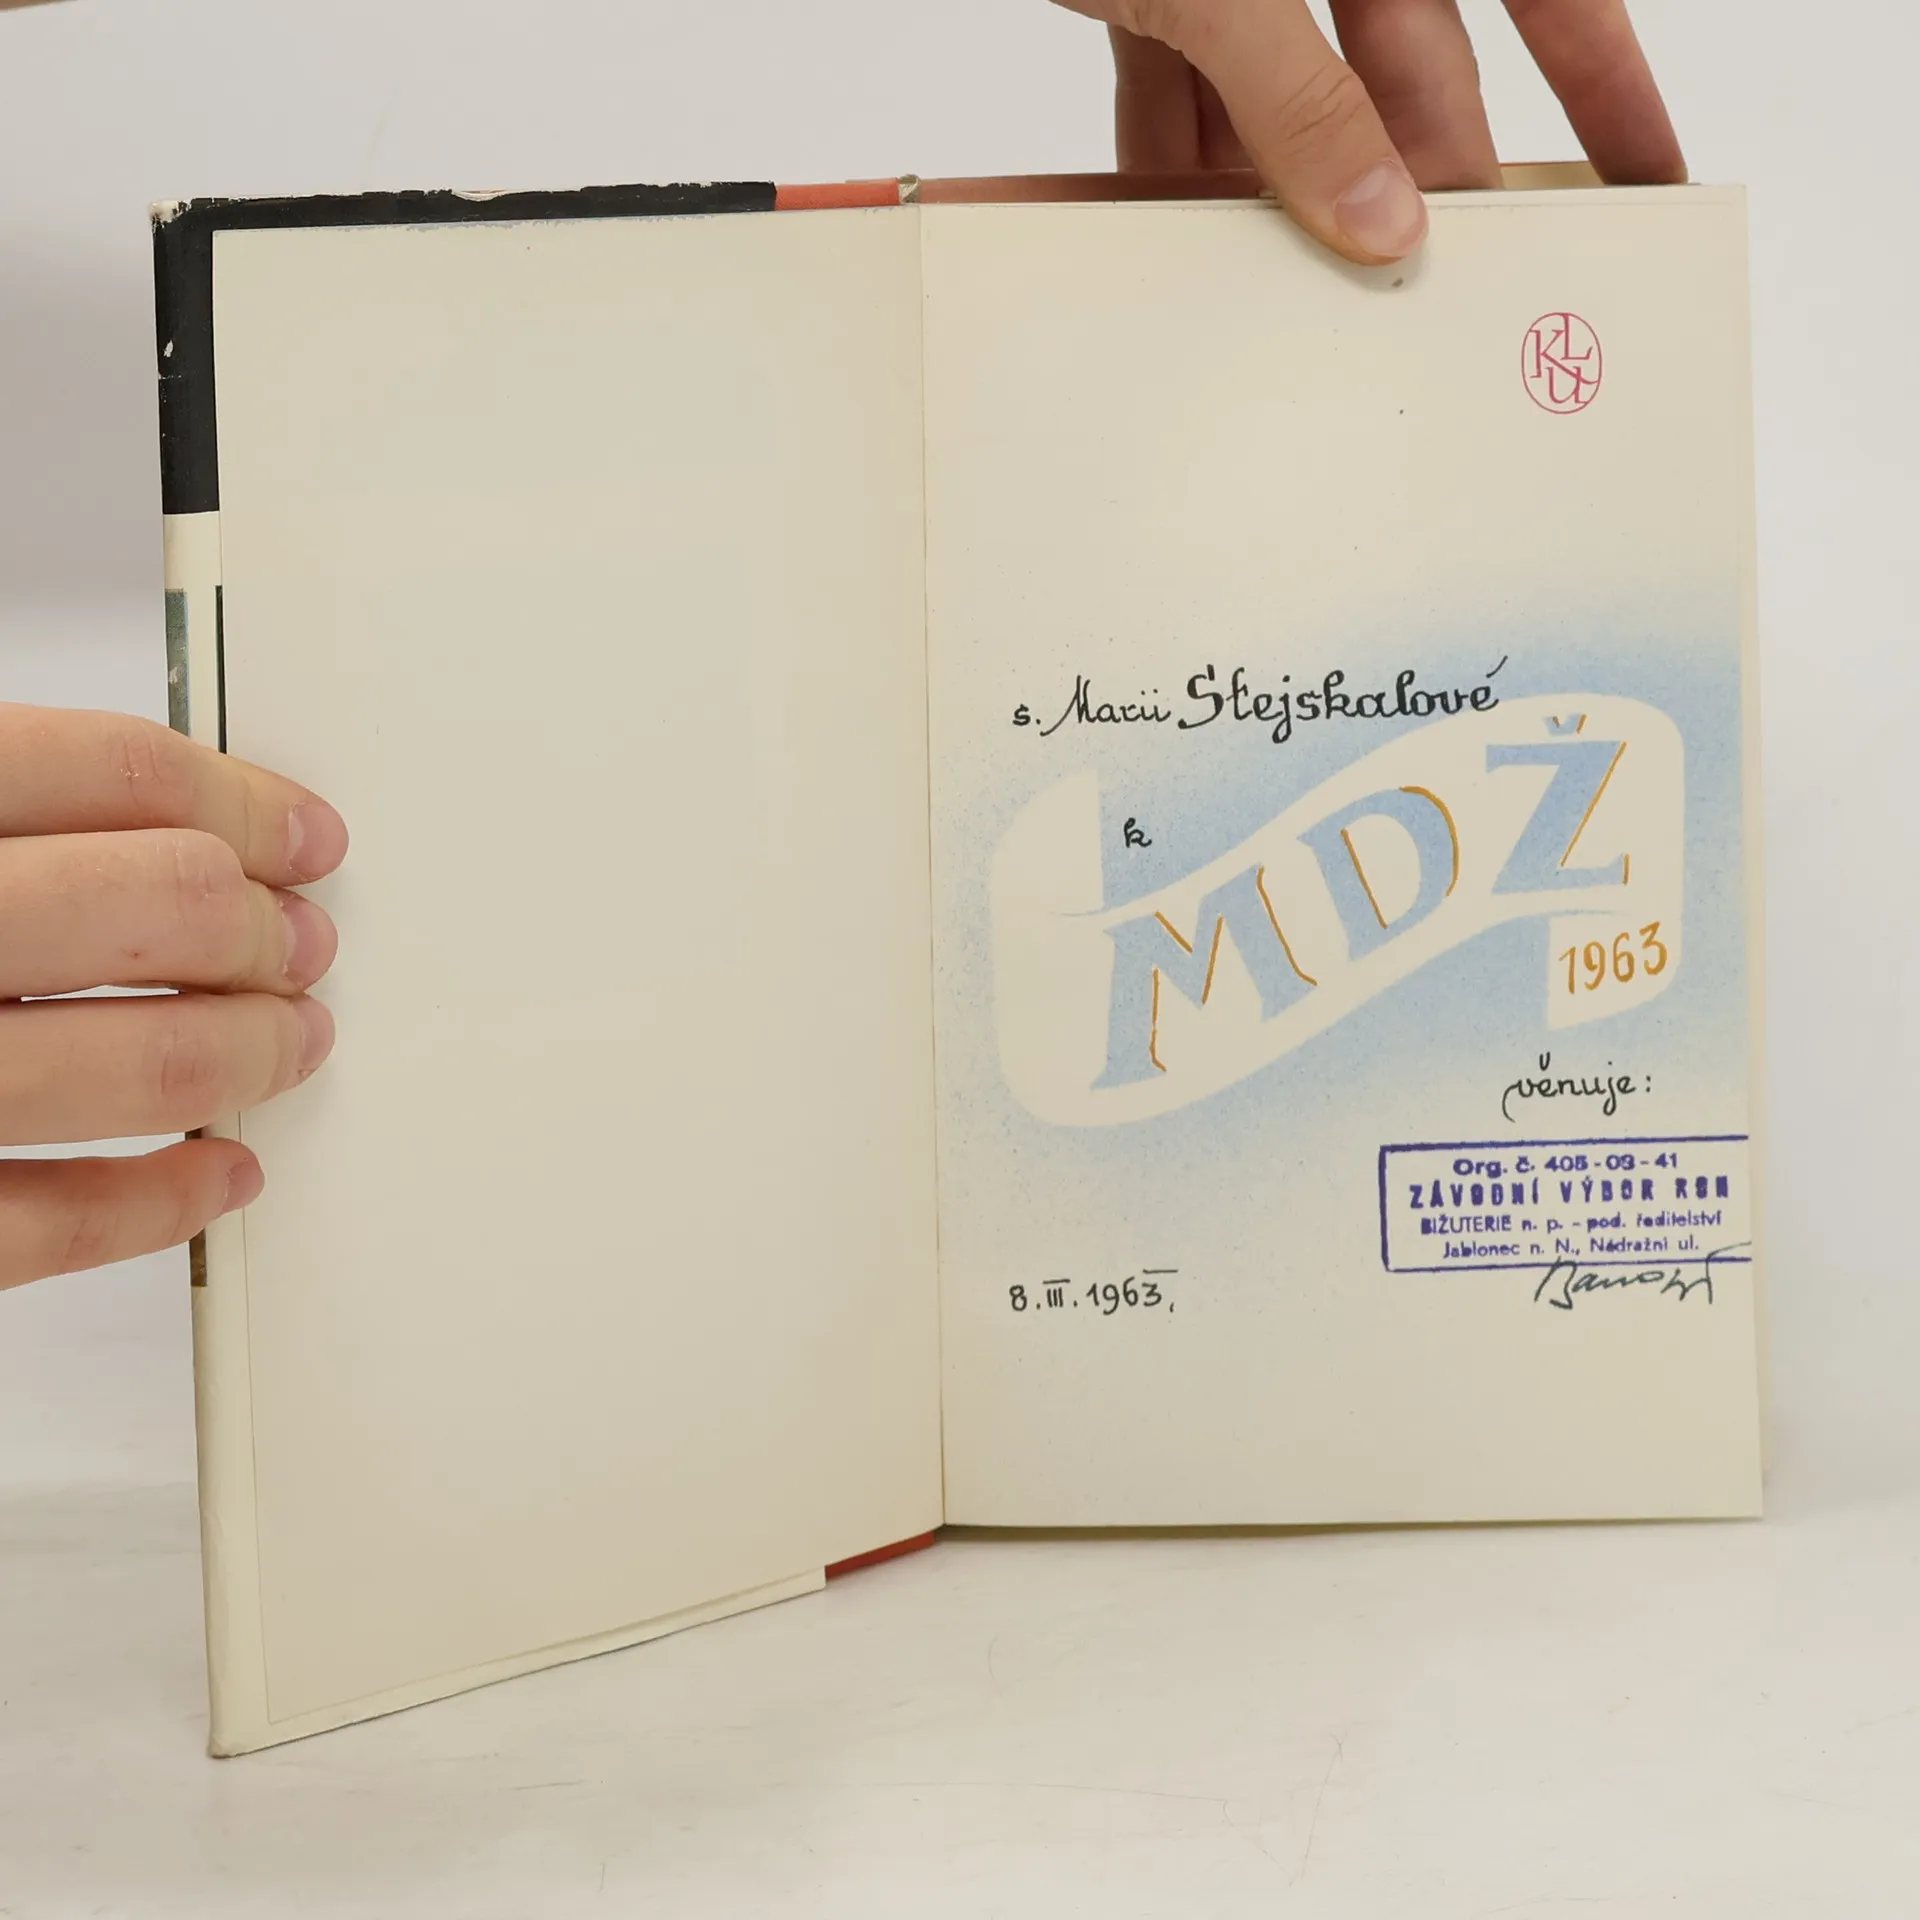 KLU
s. Marii Stejskalové
k
MDŽ
1963
věnuje:
Org. č. 405-03-41
ZÁVODNÍ VÝBOR ROH
BIŽUTERIE n. p. - pod. ředitelství
Jablonec n. N., Nádražní ul.
8. III. 1963.